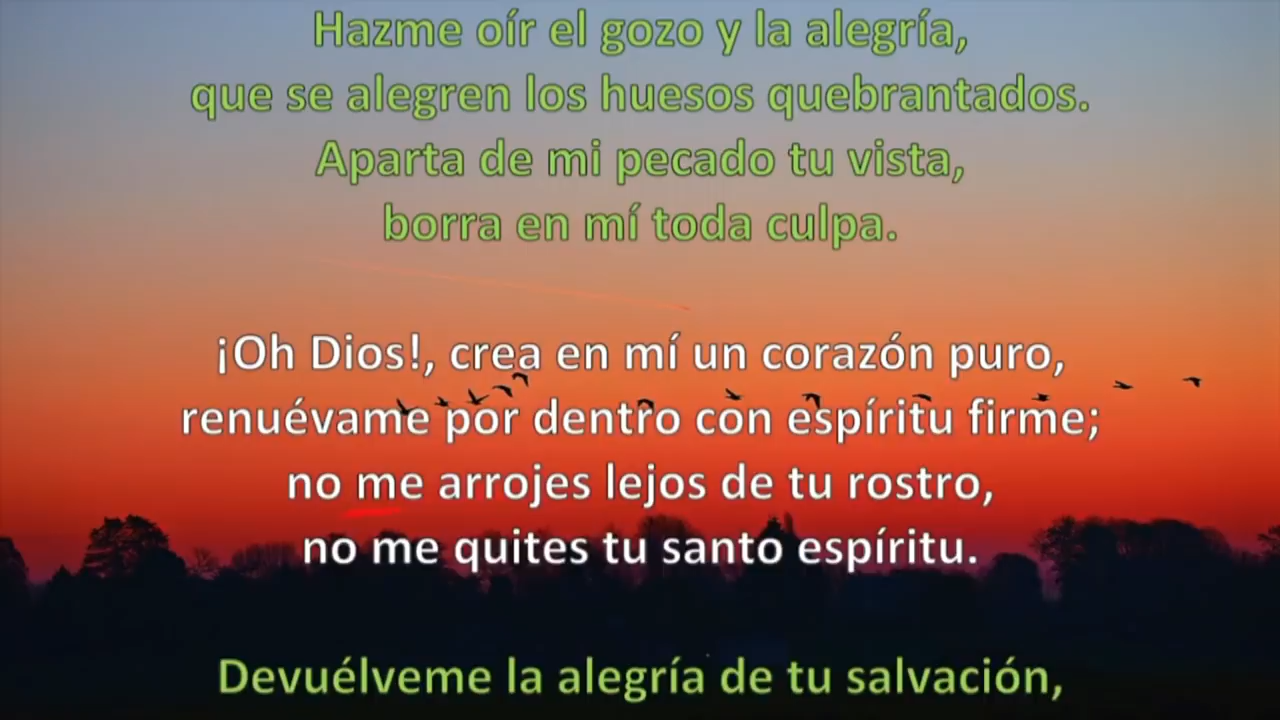 Hazme oír el gozo y la alegría,
que se alegren los huesos quebrantados.
Aparta de mi pecado tu vista,
borra en mí toda culpa.
¡Oh Dios!, crea en mí un corazón puro,
renuévame por dentro con espíritu firme;
no me arrojes lejos de tu rostro,
no me quites tu santo espíritu.
Devuélveme la alegría de tu salvación,